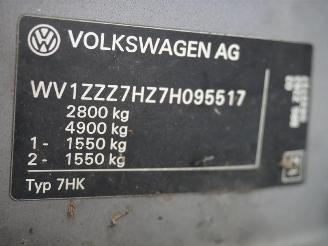 VOLKSWAGEN AG
WV1ZZZ7HZ7H095517
2800 kg
4900 kg
1- 1550 kg
2- 1550 kg
Typ 7HK